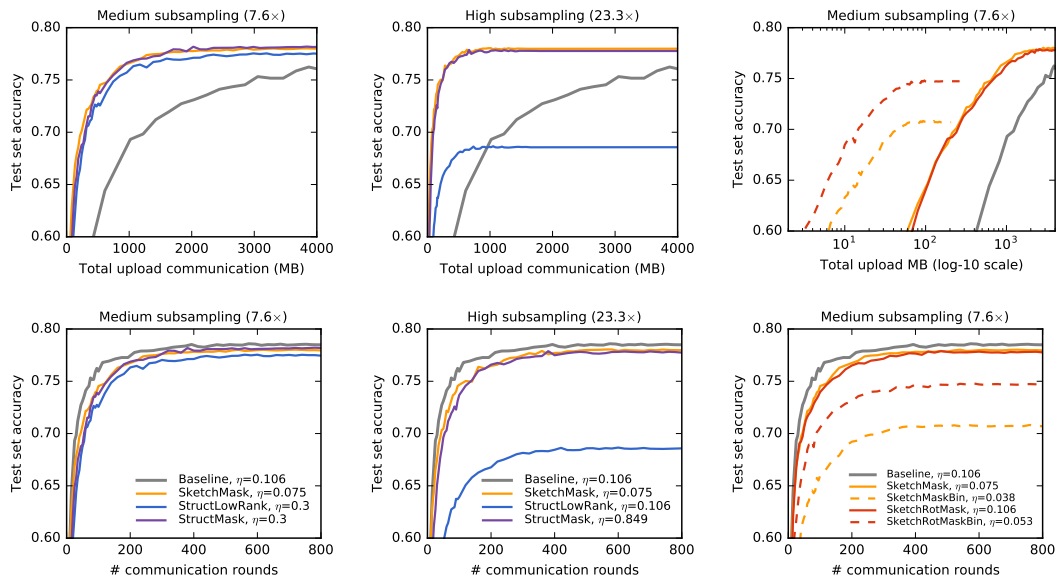 Medium subsampling (7.6×)
Test set accuracy
0.80
0.75
0.70
0.65
0.60
0 1000 2000 3000 4000
Total upload communication (MB)
High subsampling (23.3×)
Test set accuracy
0.80
0.75
0.70
0.65
0.60
0 1000 2000 3000 4000
Total upload communication (MB)
Medium subsampling (7.6×)
Test set accuracy
0.80
0.75
0.70
0.65
0.60
10¹ 10² 10³
Total upload MB (log-10 scale)
Medium subsampling (7.6×)
Test set accuracy
0.80
0.75
0.70
0.65
0.60
Baseline, η=0.106
SketchMask, η=0.075
StructLowRank, η=0.3
StructMask, η=0.3
0 200 400 600 800
# communication rounds
High subsampling (23.3×)
Test set accuracy
0.80
0.75
0.70
0.65
0.60
Baseline, η=0.106
SketchMask, η=0.075
StructLowRank, η=0.106
StructMask, η=0.849
0 200 400 600 800
# communication rounds
Medium subsampling (7.6×)
Test set accuracy
0.80
0.75
0.70
0.65
0.60
Baseline, η=0.106
SketchMask, η=0.075
SketchMaskBin, η=0.038
SketchRotMask, η=0.106
SketchRotMaskBin, η=0.053
0 200 400 600 800
# communication rounds